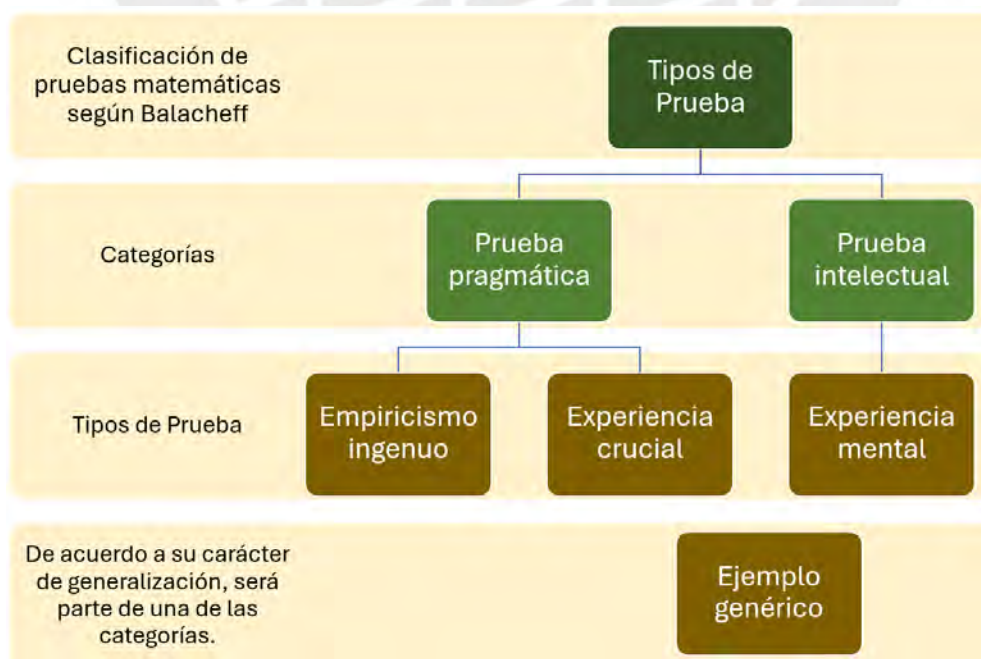 Clasificación de
pruebas matemáticas
según Balacheff
Tipos de
Prueba
Categorías
Prueba
pragmática
Prueba
intelectual
Tipos de Prueba
Empiricismo
ingenuo
Experiencia
crucial
Experiencia
mental
De acuerdo a su carácter
de generalización, será
parte de una de las
categorías.
Ejemplo
genérico